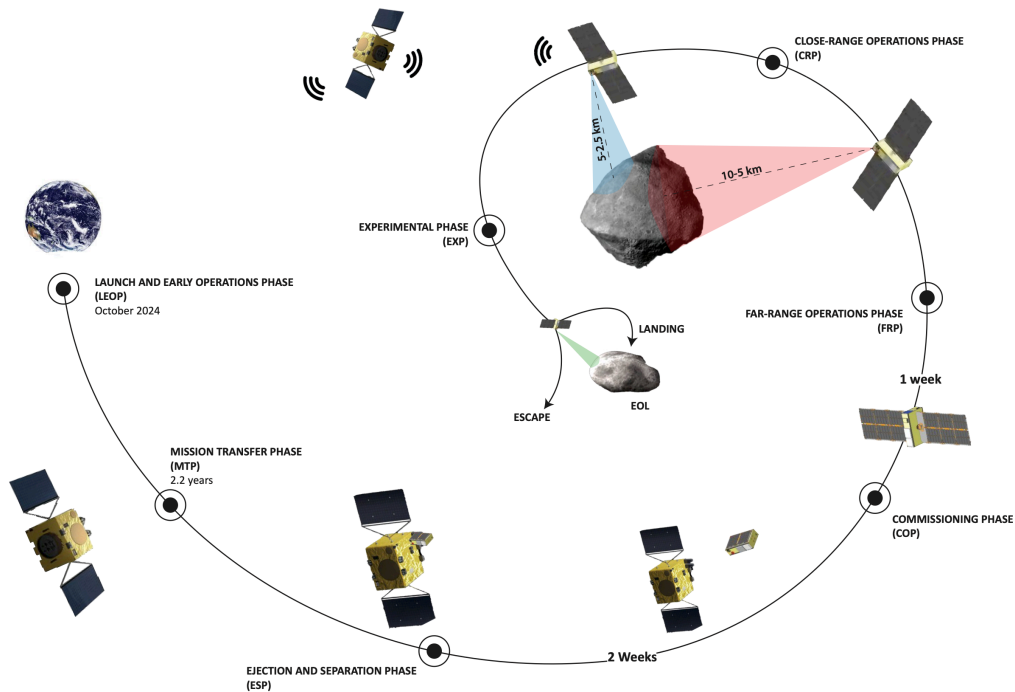 CLOSE-RANGE OPERATIONS PHASE
(CRP)
5-2.5 km
10-5 km
EXPERIMENTAL PHASE
(EXP)
LAUNCH AND EARLY OPERATIONS PHASE
(LEOP)
October 2024
FAR-RANGE OPERATIONS PHASE
(FRP)
LANDING
1 week
EOL
ESCAPE
MISSION TRANSFER PHASE
(MTP)
2.2 years
COMMISSIONING PHASE
(COP)
2 Weeks
EJECTION AND SEPARATION PHASE
(ESP)